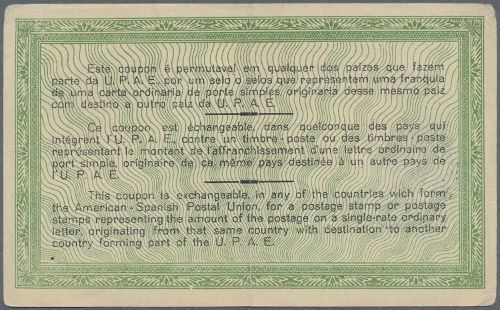 Este coupon é permutavel em qualquer dos paizes que fazem
parte da U. P. A. E. por um selo o selos que representem uma franquia
de uma carta ordinaria de porte simples, originaria desse mesmo paiz
com destino a outro paiz da U. P. A. E.
Ce coupon est échangeable, dans quelconque des pays qui
intégrent l'U. P. A. E., contre un timbre-poste ou des timbres-poste
représentant le montant de l'affranchissement d'une lettre ordinaire de
port simple, originaire de ce même pays destinée à un autre pays de
l'U. P. A. E.
This coupon is exchangeable, in any of the countries wich form
the American-Spanish Postal Union, for a postage stamp or postage
stamps representing the amount of the postage on a single-rate ordinary
letter, originating from that same country with destination to another
country forming part of the U. P. A. E.